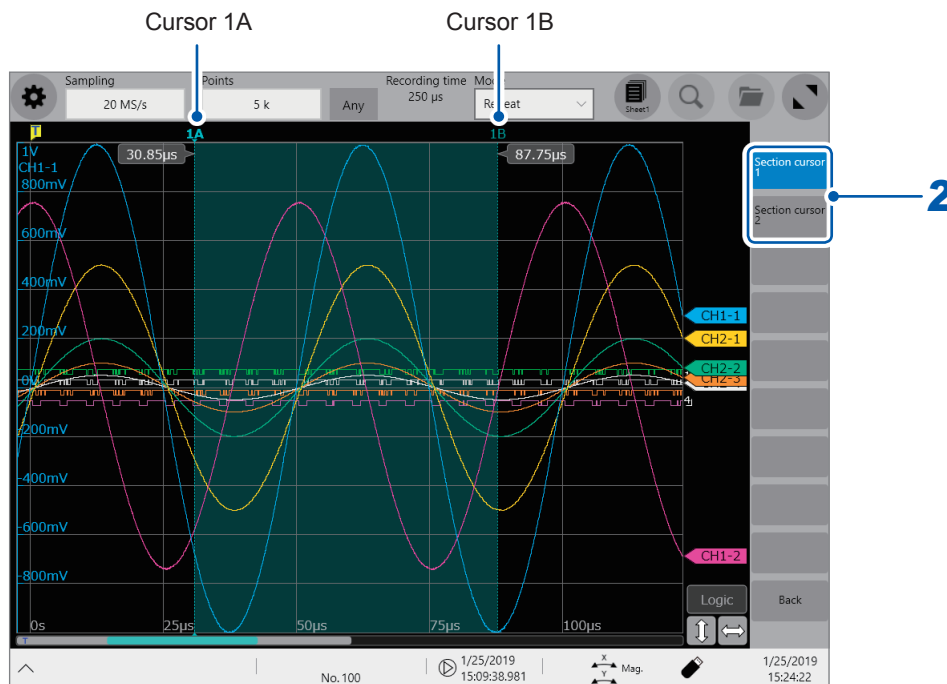 Cursor 1A
Cursor 1B
Sampling
Points
Recording time
20 MS/s
5 k
Any
250 µs
Repeat
Sheet1
T
1A
1B
1V
30.85µs
87.75µs
CH1-1
800mV
600mV
400mV
200mV
0V
-200mV
-400mV
-600mV
-800mV
0s
25µs
50µs
75µs
100µs
T
Section cursor
1
Section cursor
2
2
CH1-1
CH2-1
CH2-2
CH2-3
4
CH1-2
Logic
Back
No. 100
1/25/2019
15:09:38.981
X
Y
Mag.
1/25/2019
15:24:22